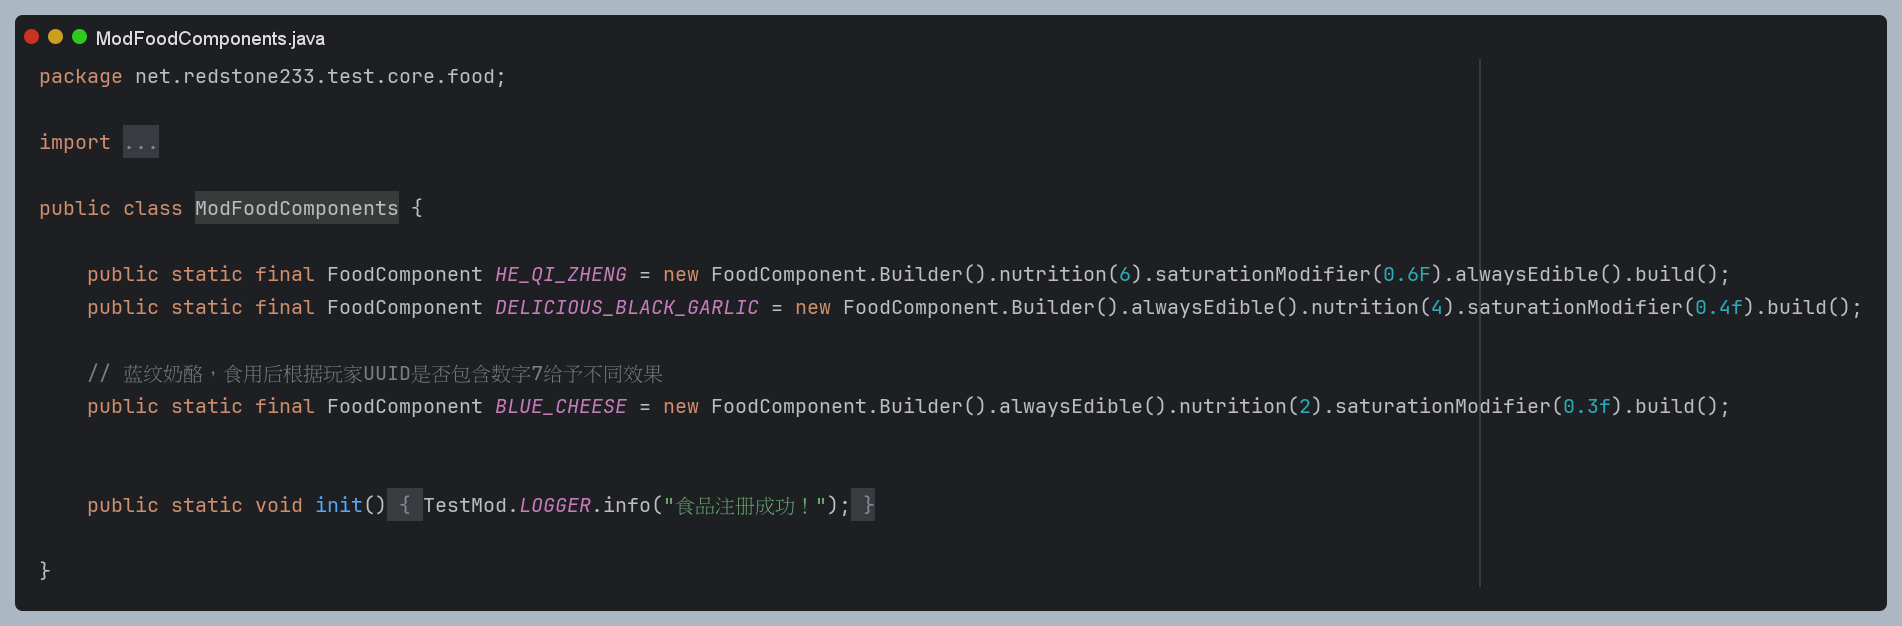 ModFoodComponents.java
package net.redstone233.test.core.food;
import ...
public class ModFoodComponents {
public static final FoodComponent HE_QI_ZHENG = new FoodComponent.Builder().nutrition(6).saturationModifier(0.6F).alwaysEdible().build();
public static final FoodComponent DELICIOUS_BLACK_GARLIC = new FoodComponent.Builder().alwaysEdible().nutrition(4).saturationModifier(0.4f).build();
// 蓝纹奶酪，食用后根据玩家UUID是否包含数字7给予不同效果
public static final FoodComponent BLUE_CHEESE = new FoodComponent.Builder().alwaysEdible().nutrition(2).saturationModifier(0.3f).build();
public static void init() { TestMod.LOGGER.info("食品注册成功！"); }
}